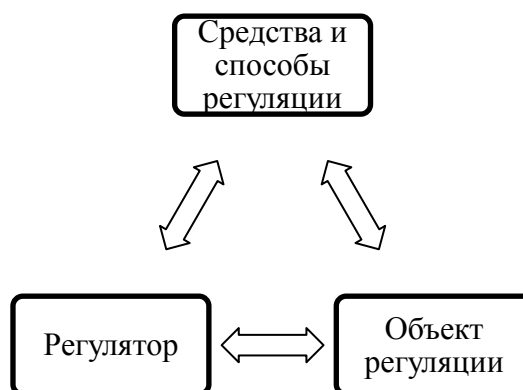 Средства и
способы
регуляции
Регулятор
Объект
регуляции